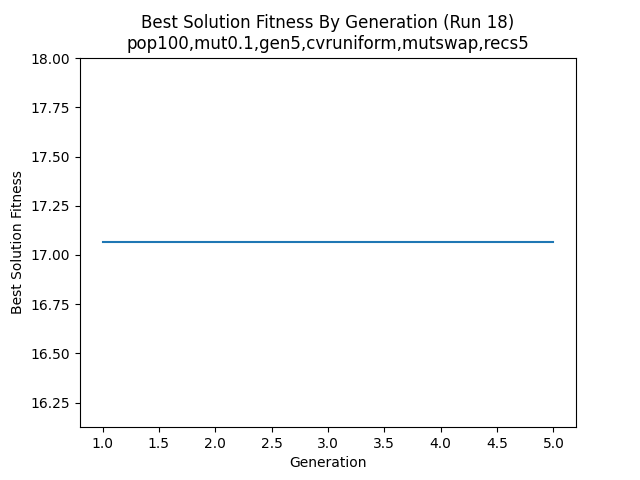 Best Solution Fitness By Generation (Run 18)
pop100,mut0.1,gen5,cvruniform,mutswap,recs5
18.00
17.75
17.50
17.25
17.00
16.75
16.50
16.25
Best Solution Fitness
1.0 1.5 2.0 2.5 3.0 3.5 4.0 4.5 5.0
Generation